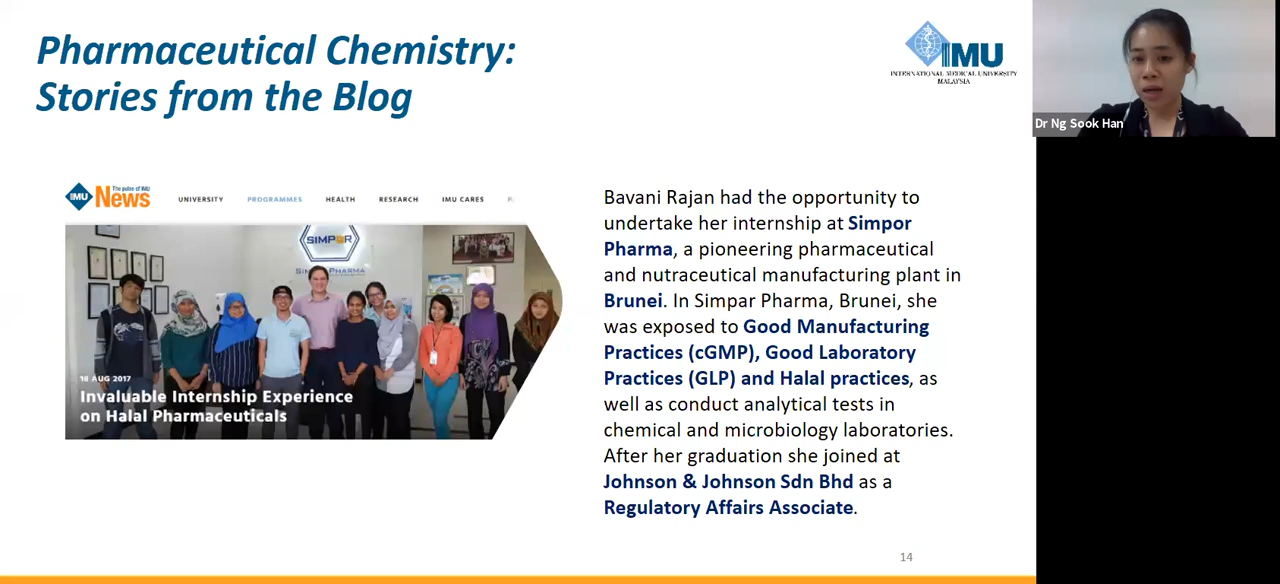 Pharmaceutical Chemistry:
Stories from the Blog
IMU
INTERNATIONAL MEDICAL UNIVERSITY
MALAYSIA
Dr Ng Sook Han
IMU News The pulse of IMU
UNIVERSITY PROGRAMMES HEALTH RESEARCH IMU CARES P
SIMPOR
SIMPOR PHARMA
18 AUG 2017
Invaluable Internship Experience
on Halal Pharmaceuticals
Bavani Rajan had the opportunity to
undertake her internship at Simpor
Pharma, a pioneering pharmaceutical
and nutraceutical manufacturing plant in
Brunei. In Simpar Pharma, Brunei, she
was exposed to Good Manufacturing
Practices (cGMP), Good Laboratory
Practices (GLP) and Halal practices, as
well as conduct analytical tests in
chemical and microbiology laboratories.
After her graduation she joined at
Johnson & Johnson Sdn Bhd as a
Regulatory Affairs Associate.
14